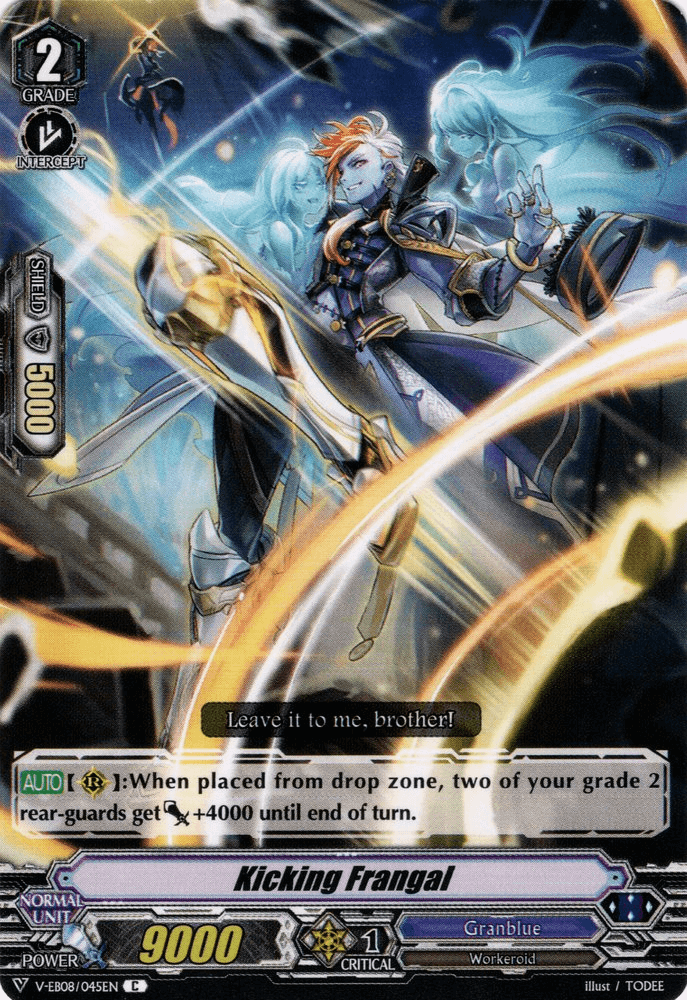 2
GRADE
INTERCEPT
SHIELD
5000
Leave it to me, brother!
AUTO [ R ]:When placed from drop zone, two of your grade 2
rear-guards get +4000 until end of turn.
Kicking Frangal
NORMAL
UNIT
POWER
9000
1
CRITICAL
Granblue
Workeroid
V-EB08/045EN C
illust / TODEE